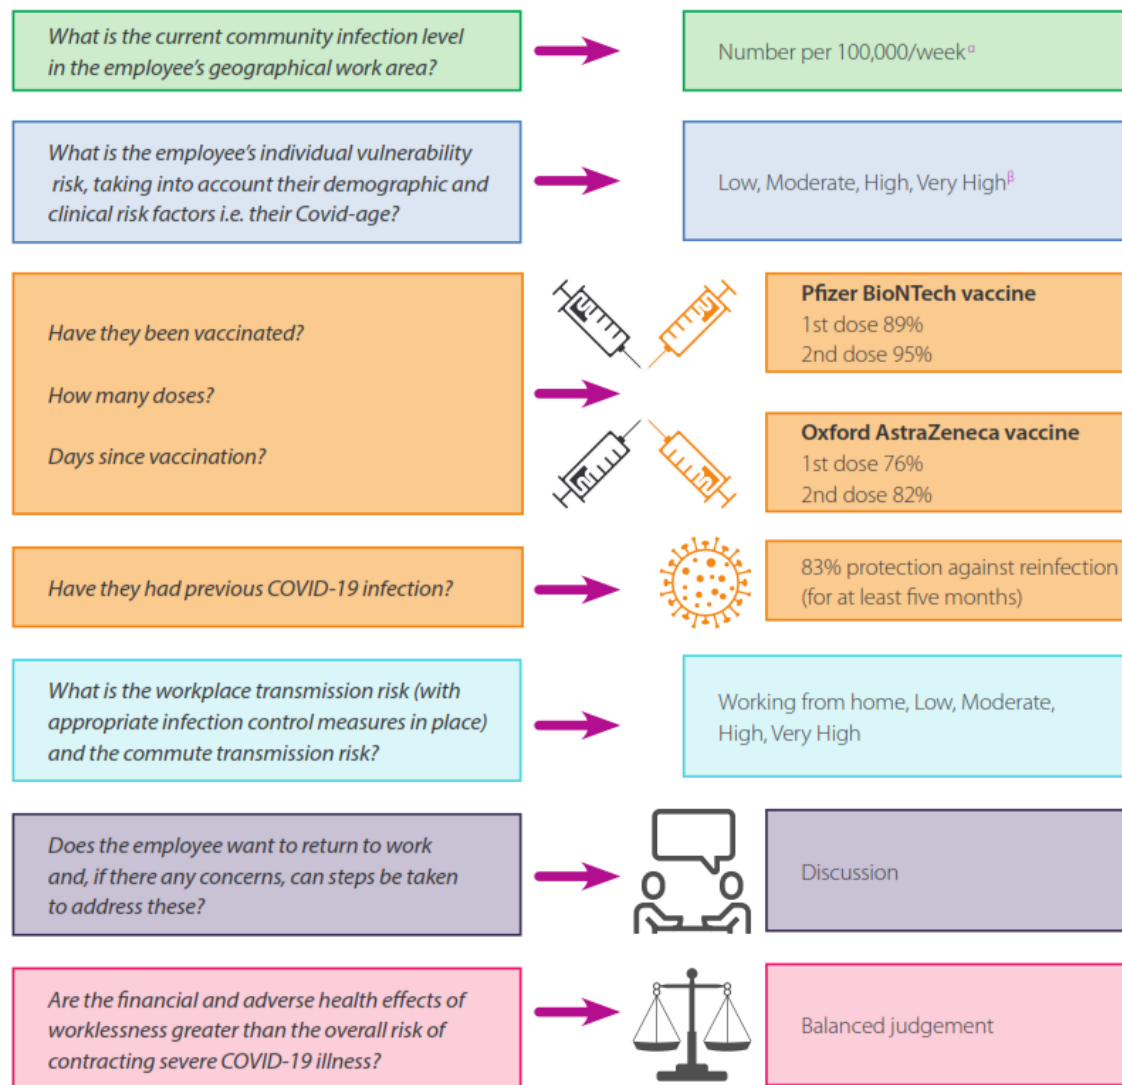 What is the current community infection level
in the employee's geographical work area?
Number per 100,000/weekᵅ
What is the employee's individual vulnerability
risk, taking into account their demographic and
clinical risk factors i.e. their Covid-age?
Low, Moderate, High, Very Highᵝ
Have they been vaccinated?
How many doses?
Days since vaccination?
Pfizer BioNTech vaccine
1st dose 89%
2nd dose 95%
Oxford AstraZeneca vaccine
1st dose 76%
2nd dose 82%
Have they had previous COVID-19 infection?
83% protection against reinfection
(for at least five months)
What is the workplace transmission risk (with
appropriate infection control measures in place)
and the commute transmission risk?
Working from home, Low, Moderate,
High, Very High
Does the employee want to return to work
and, if there any concerns, can steps be taken
to address these?
Discussion
Are the financial and adverse health effects of
worklessness greater than the overall risk of
contracting severe COVID-19 illness?
Balanced judgement